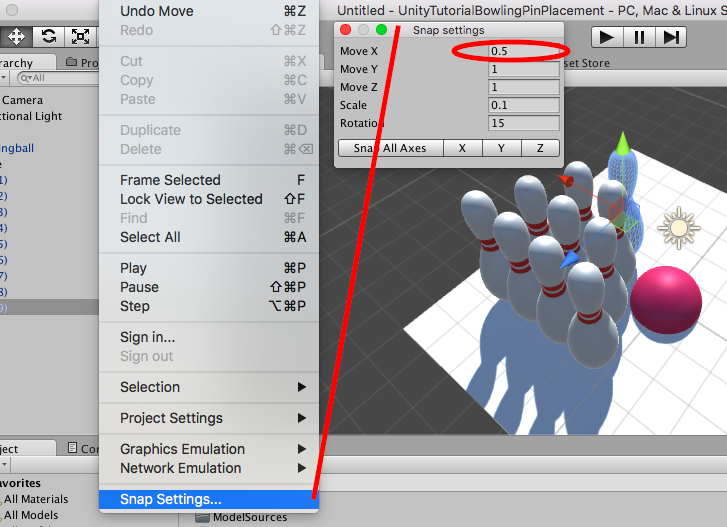 Untitled - UnityTutorialBowlingPinPlacement - PC, Mac & Linux S
Undo Move ⌘Z
Redo ⇧⌘Z
Cut ⌘X
Copy ⌘C
Paste ⌘V
Duplicate ⌘D
Delete ⌘⌫
Frame Selected F
Lock View to Selected ⇧F
Find ⌘F
Select All ⌘A
Play ⌘P
Pause ⇧⌘P
Step ⌥⌘P
Sign in...
Sign out
Selection
Project Settings
Graphics Emulation
Network Emulation
Snap Settings...
Snap settings
Move X 0.5
Move Y 1
Move Z 1
Scale 0.1
Rotation 15
Snap All Axes X Y Z
set Store
erarchy Pro
All
Camera
ctional Light
ingball
e
1)
2)
3)
4)
5)
6)
7)
8)
9)
ject Con
avorites
All Materials
All Models
ModelSources